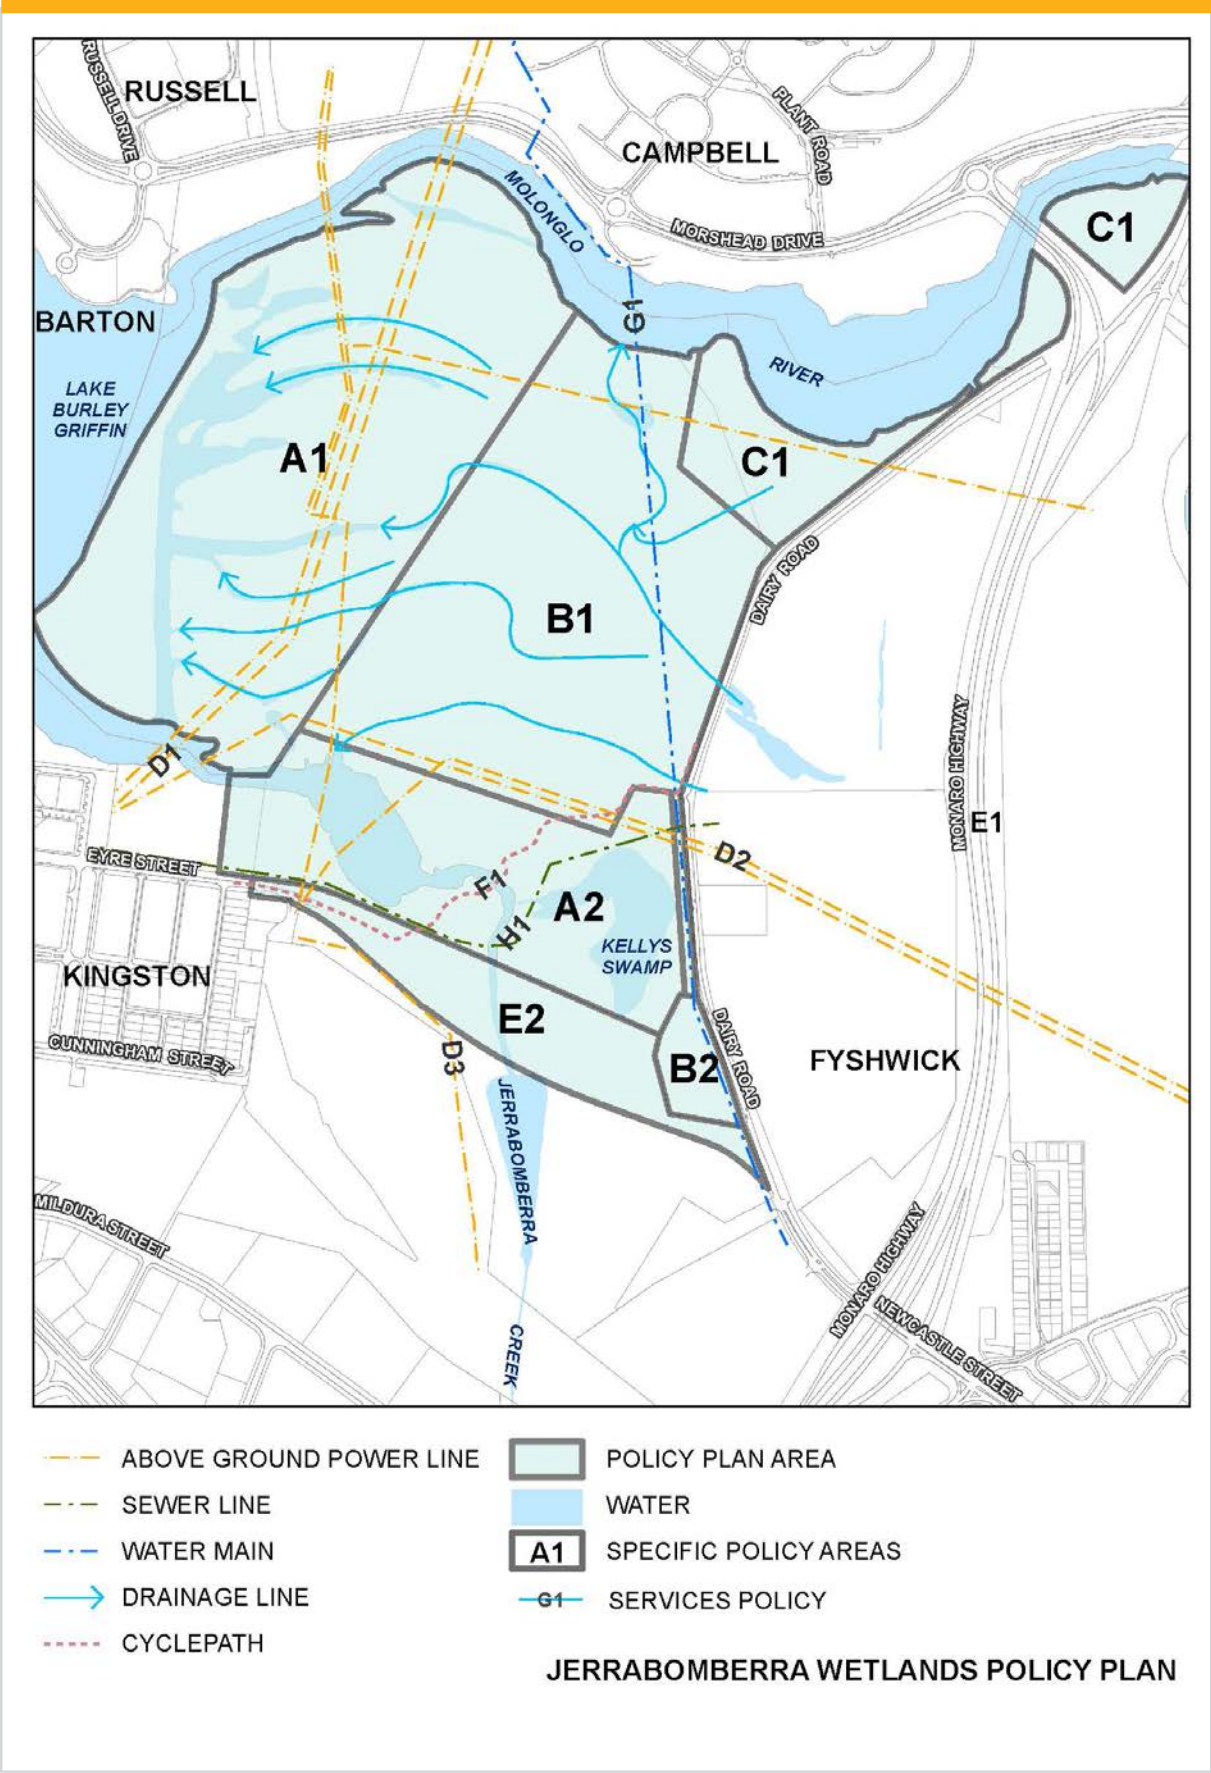 RUSSELL
RUSSELL DRIVE
CAMPBELL
PLANT ROAD
MOLONGLO
MORSHEAD DRIVE
C1
BARTON
G1
LAKE
BURLEY
GRIFFIN
RIVER
A1
C1
DAIRY ROAD
B1
D1
MONARO HIGHWAY
E1
EYRE STREET
D2
F1
A2
H1
KELLYS
SWAMP
KINGSTON
E2
D3
B2
DAIRY ROAD
FYSHWICK
CUNNINGHAM STREET
JERRABOMBERRA
MILDURA STREET
MONARO HIGHWAY
NEWCASTLE STREET
CREEK
ABOVE GROUND POWER LINE
SEWER LINE
WATER MAIN
DRAINAGE LINE
CYCLEPATH
POLICY PLAN AREA
WATER
A1 SPECIFIC POLICY AREAS
G1 SERVICES POLICY
JERRABOMBERRA WETLANDS POLICY PLAN